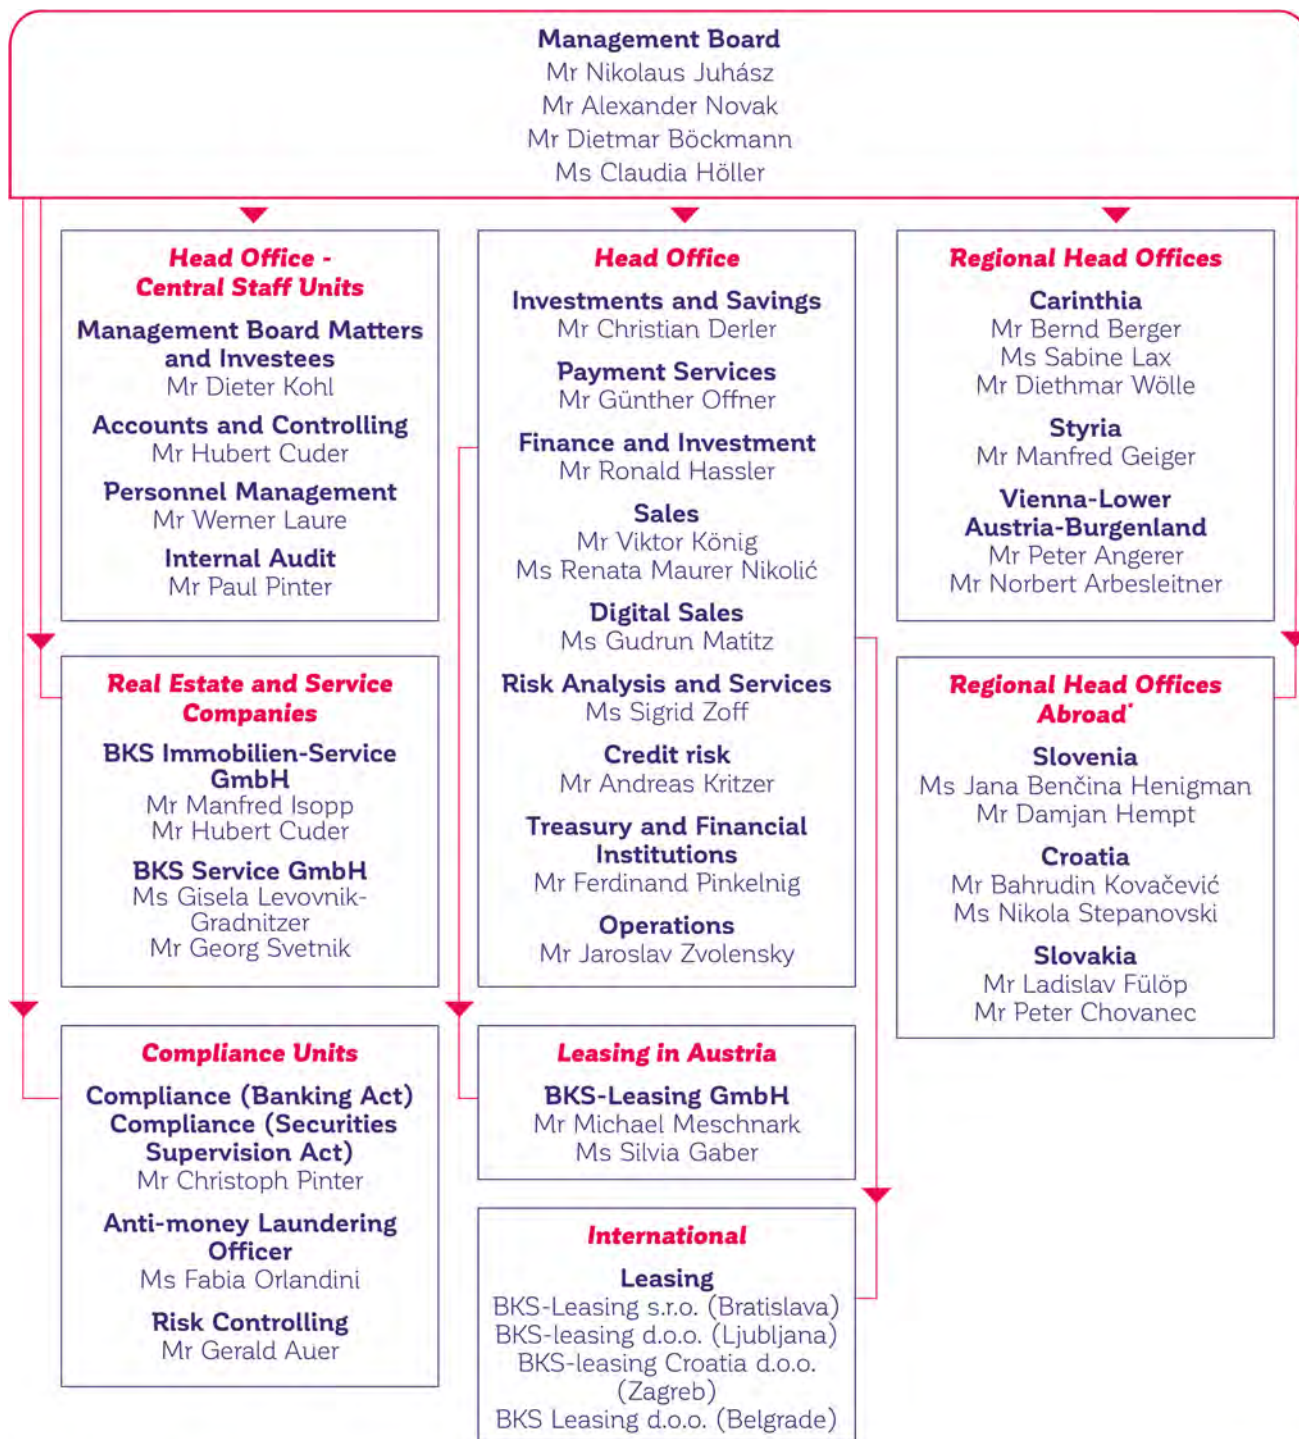 Management Board
Mr Nikolaus Juhász
Mr Alexander Novak
Mr Dietmar Böckmann
Ms Claudia Höller
Head Office -
Central Staff Units
Management Board Matters
and Investees
Mr Dieter Kohl
Accounts and Controlling
Mr Hubert Cuder
Personnel Management
Mr Werner Laure
Internal Audit
Mr Paul Pinter
Real Estate and Service
Companies
BKS Immobilien-Service
GmbH
Mr Manfred Isopp
Mr Hubert Cuder
BKS Service GmbH
Ms Gisela Levovnik-
Gradnitzer
Mr Georg Svetnik
Compliance Units
Compliance (Banking Act)
Compliance (Securities
Supervision Act)
Mr Christoph Pinter
Anti-money Laundering
Officer
Ms Fabia Orlandini
Risk Controlling
Mr Gerald Auer
Head Office
Investments and Savings
Mr Christian Derler
Payment Services
Mr Günther Offner
Finance and Investment
Mr Ronald Hassler
Sales
Mr Viktor König
Ms Renata Maurer Nikolić
Digital Sales
Ms Gudrun Matitz
Risk Analysis and Services
Ms Sigrid Zoff
Credit risk
Mr Andreas Kritzer
Treasury and Financial
Institutions
Mr Ferdinand Pinkelnig
Operations
Mr Jaroslav Zvolensky
Leasing in Austria
BKS-Leasing GmbH
Mr Michael Meschnark
Ms Silvia Gaber
International
Leasing
BKS-Leasing s.r.o. (Bratislava)
BKS-leasing d.o.o. (Ljubljana)
BKS-leasing Croatia d.o.o.
(Zagreb)
BKS Leasing d.o.o. (Belgrade)
Regional Head Offices
Carinthia
Mr Bernd Berger
Ms Sabine Lax
Mr Diethmar Wölle
Styria
Mr Manfred Geiger
Vienna-Lower
Austria-Burgenland
Mr Peter Angerer
Mr Norbert Arbesleitner
Regional Head Offices
Abroad*
Slovenia
Ms Jana Benčina Henigman
Mr Damjan Hempt
Croatia
Mr Bahrudin Kovačević
Ms Nikola Stepanovski
Slovakia
Mr Ladislav Fülöp
Mr Peter Chovanec